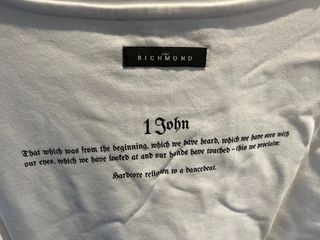 RICHMOND
1 John
That which was from the beginning, which we have heard, which we have seen with
our eyes, which we have looked at and our hands have touched - this we proclaim:
Hardcore religion to a dancebeat.